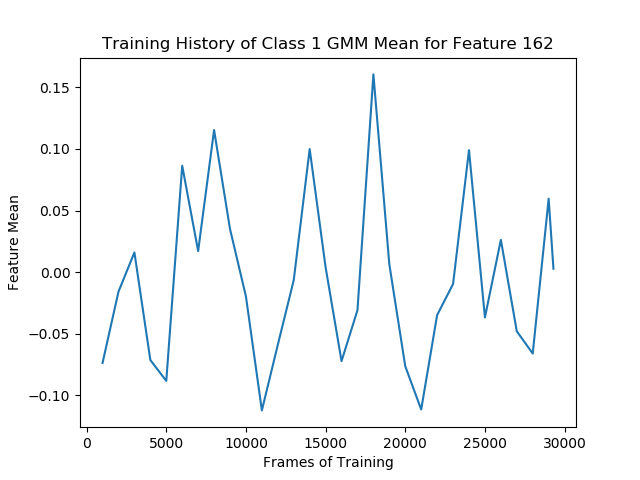 Training History of Class 1 GMM Mean for Feature 162
0.15
0.10
0.05
0.00
−0.05
−0.10
Feature Mean
0 5000 10000 15000 20000 25000 30000
Frames of Training